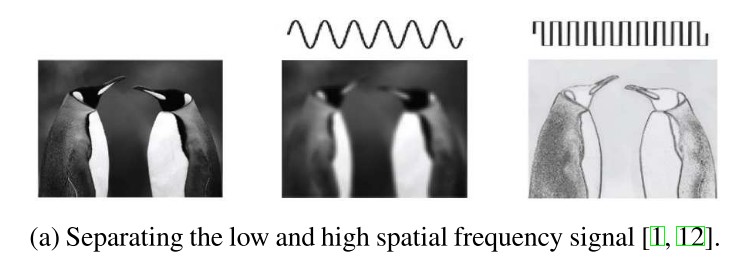 (a) Separating the low and high spatial frequency signal [1, 12].